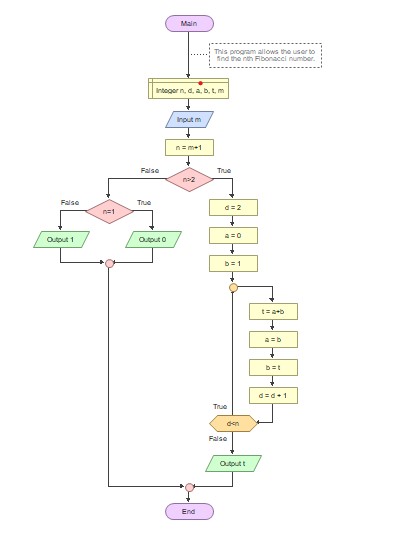 Main
This program allows the user to
find the nth Fibonacci number.
Integer n, d, a, b, t, m
Input m
n = m+1
False
True
n>2
False
True
n=1
d = 2
Output 1
Output 0
a = 0
b = 1
t = a+b
a = b
b = t
d = d + 1
True
d<n
False
Output t
End